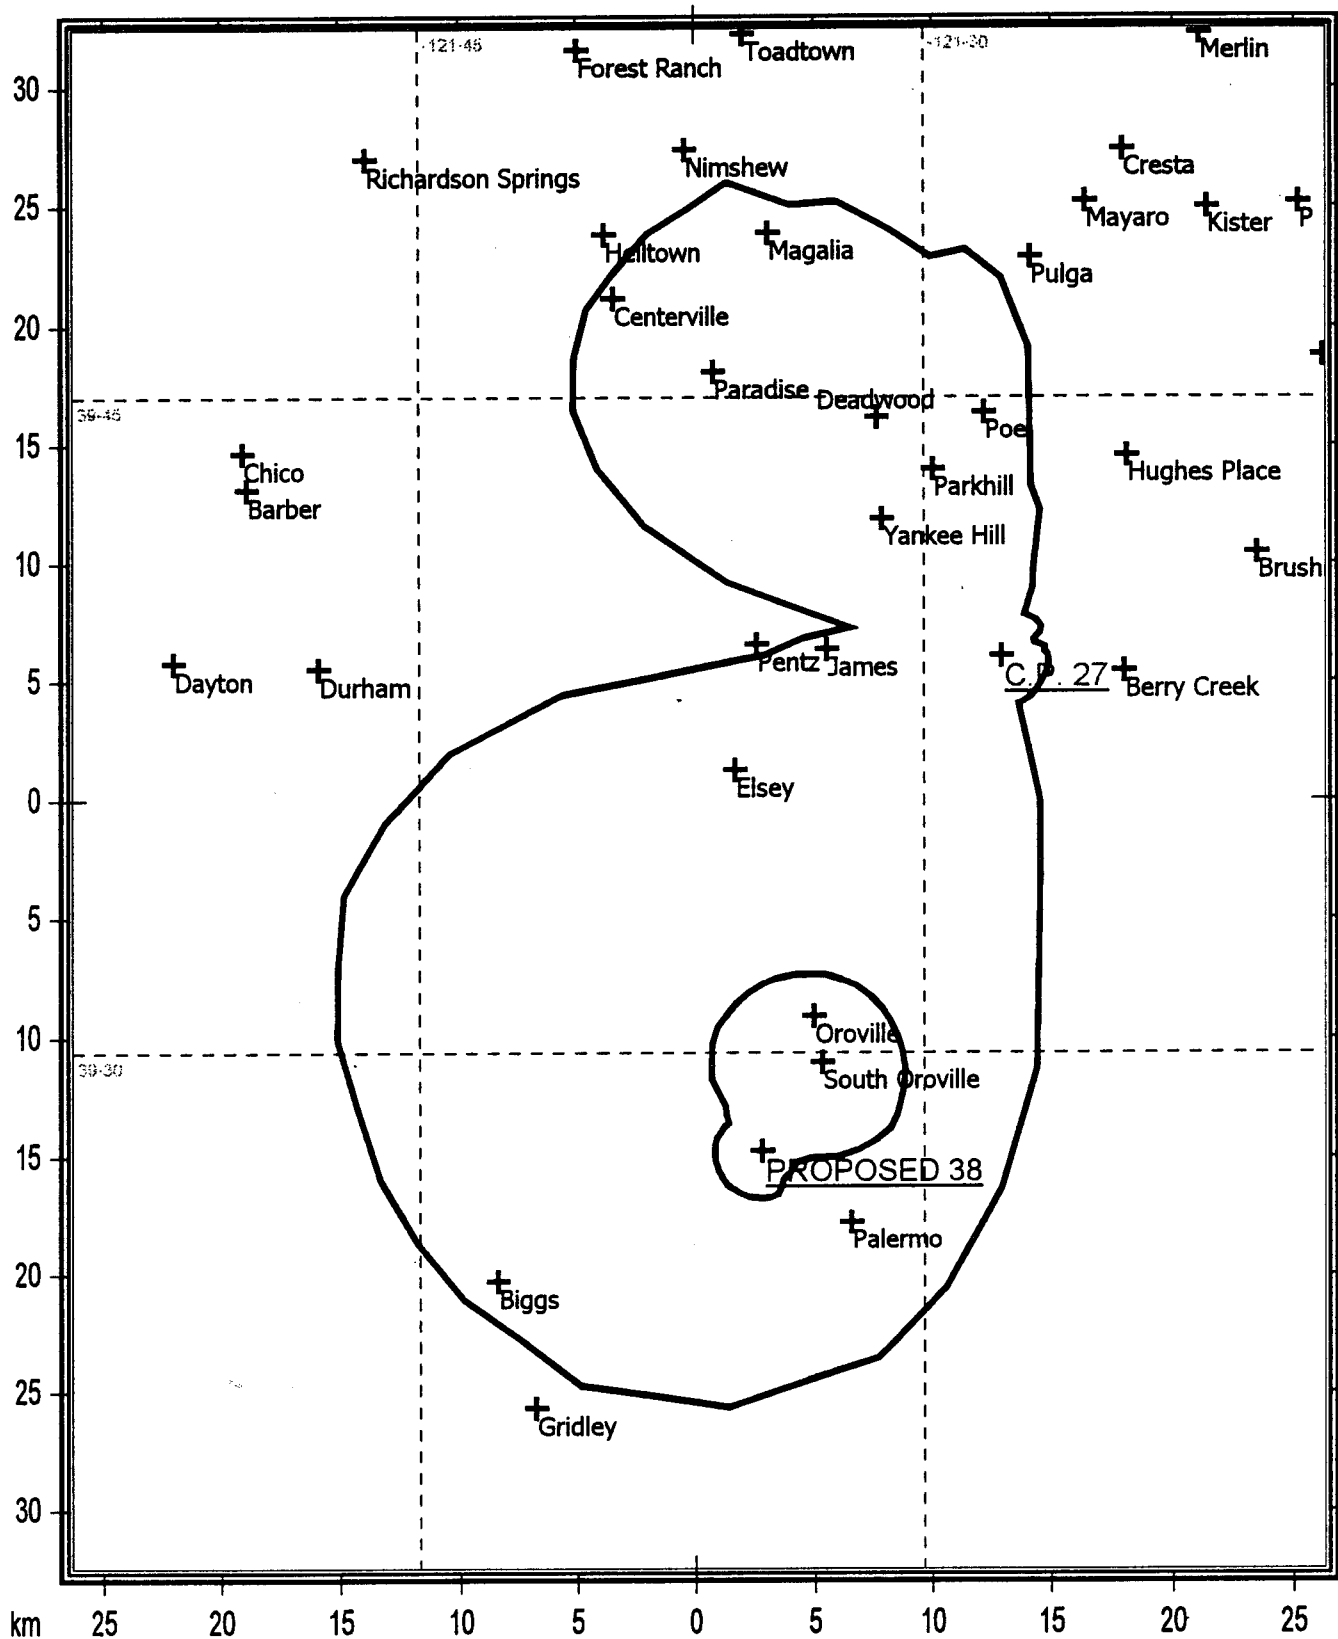 -121-45
-121-30
Toadtown
Merlin
Forest Ranch
30
Nimshew
Cresta
Richardson Springs
25
Mayaro
Kister
P
Helltown
Magalia
Pulga
Centerville
20
Paradise
Deadwood
39-45
Poe
15
Chico
Parkhill
Hughes Place
Barber
Yankee Hill
10
Brush
Pentz
James
5
Dayton
Durham
C.P. 27
Berry Creek
Elsey
0
5
Oroville
10
39-30
South Oroville
15
PROPOSED 38
Palermo
20
Biggs
25
Gridley
30
km 25 20 15 10 5 0 5 10 15 20 25